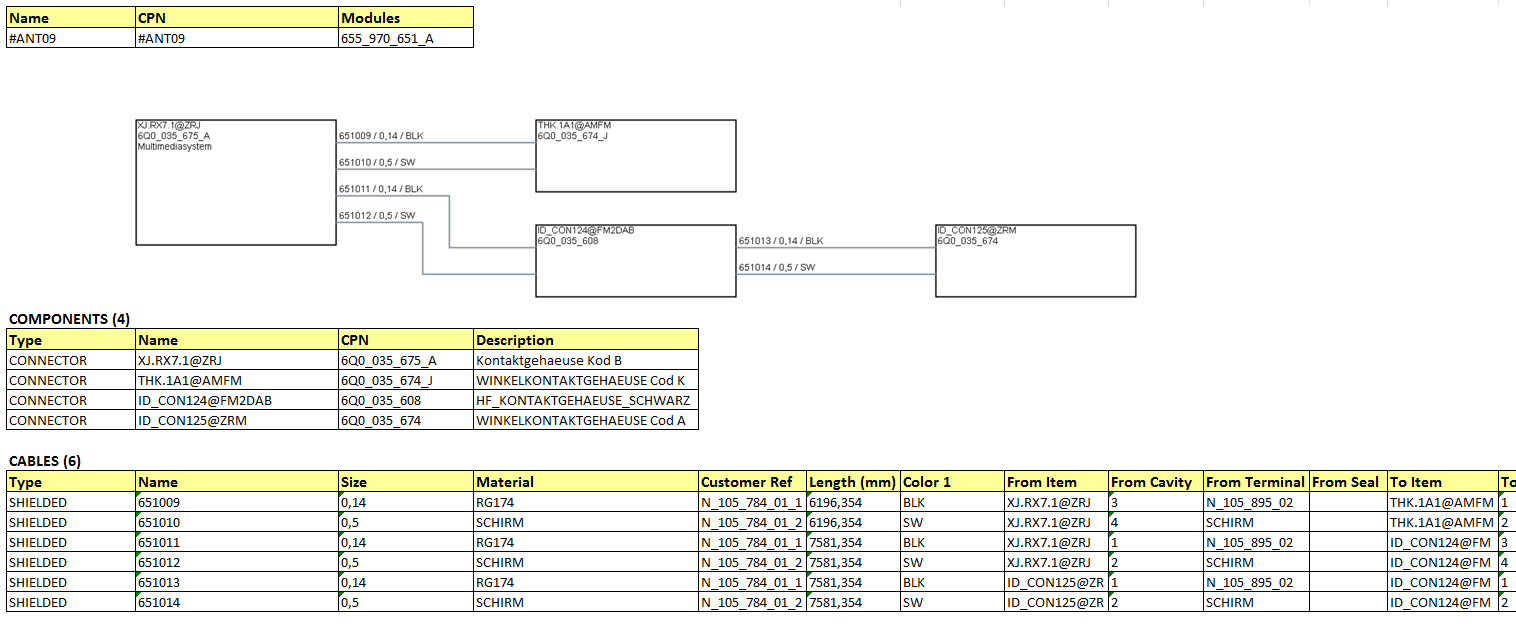 Name CPN Modules
#ANT09 #ANT09 655_970_651_A
XJ.RX7.1@ZRJ
6Q0_035_675_A
Multimediasystem
651009 / 0,14 / BLK
651010 / 0,5 / SW
651011 / 0,14 / BLK
651012 / 0,5 / SW
THK.1A1@AMFM
6Q0_035_674_J
ID_CON124@FM2DAB
6Q0_035_608
651013 / 0,14 / BLK
651014 / 0,5 / SW
ID_CON125@ZRM
6Q0_035_674
COMPONENTS (4)
Type Name CPN Description
CONNECTOR XJ.RX7.1@ZRJ 6Q0_035_675_A Kontaktgehaeuse Kod B
CONNECTOR THK.1A1@AMFM 6Q0_035_674_J WINKELKONTAKTGEHAEUSE Cod K
CONNECTOR ID_CON124@FM2DAB 6Q0_035_608 HF_KONTAKTGEHAEUSE_SCHWARZ
CONNECTOR ID_CON125@ZRM 6Q0_035_674 WINKELKONTAKTGEHAEUSE Cod A
CABLES (6)
Type Name Size Material Customer Ref Length (mm) Color 1 From Item From Cavity From Terminal From Seal To Item To
SHIELDED 651009 0,14 RG174 N_105_784_01_1 6196,354 BLK XJ.RX7.1@ZRJ 3 N_105_895_02 THK.1A1@AMFM 1
SHIELDED 651010 0,5 SCHIRM N_105_784_01_2 6196,354 SW XJ.RX7.1@ZRJ 4 SCHIRM THK.1A1@AMFM 2
SHIELDED 651011 0,14 RG174 N_105_784_01_1 7581,354 BLK XJ.RX7.1@ZRJ 1 N_105_895_02 ID_CON124@FM 3
SHIELDED 651012 0,5 SCHIRM N_105_784_01_2 7581,354 SW XJ.RX7.1@ZRJ 2 SCHIRM ID_CON124@FM 4
SHIELDED 651013 0,14 RG174 N_105_784_01_1 7581,354 BLK ID_CON125@ZR 1 N_105_895_02 ID_CON124@FM 1
SHIELDED 651014 0,5 SCHIRM N_105_784_01_2 7581,354 SW ID_CON125@ZR 2 SCHIRM ID_CON124@FM 2